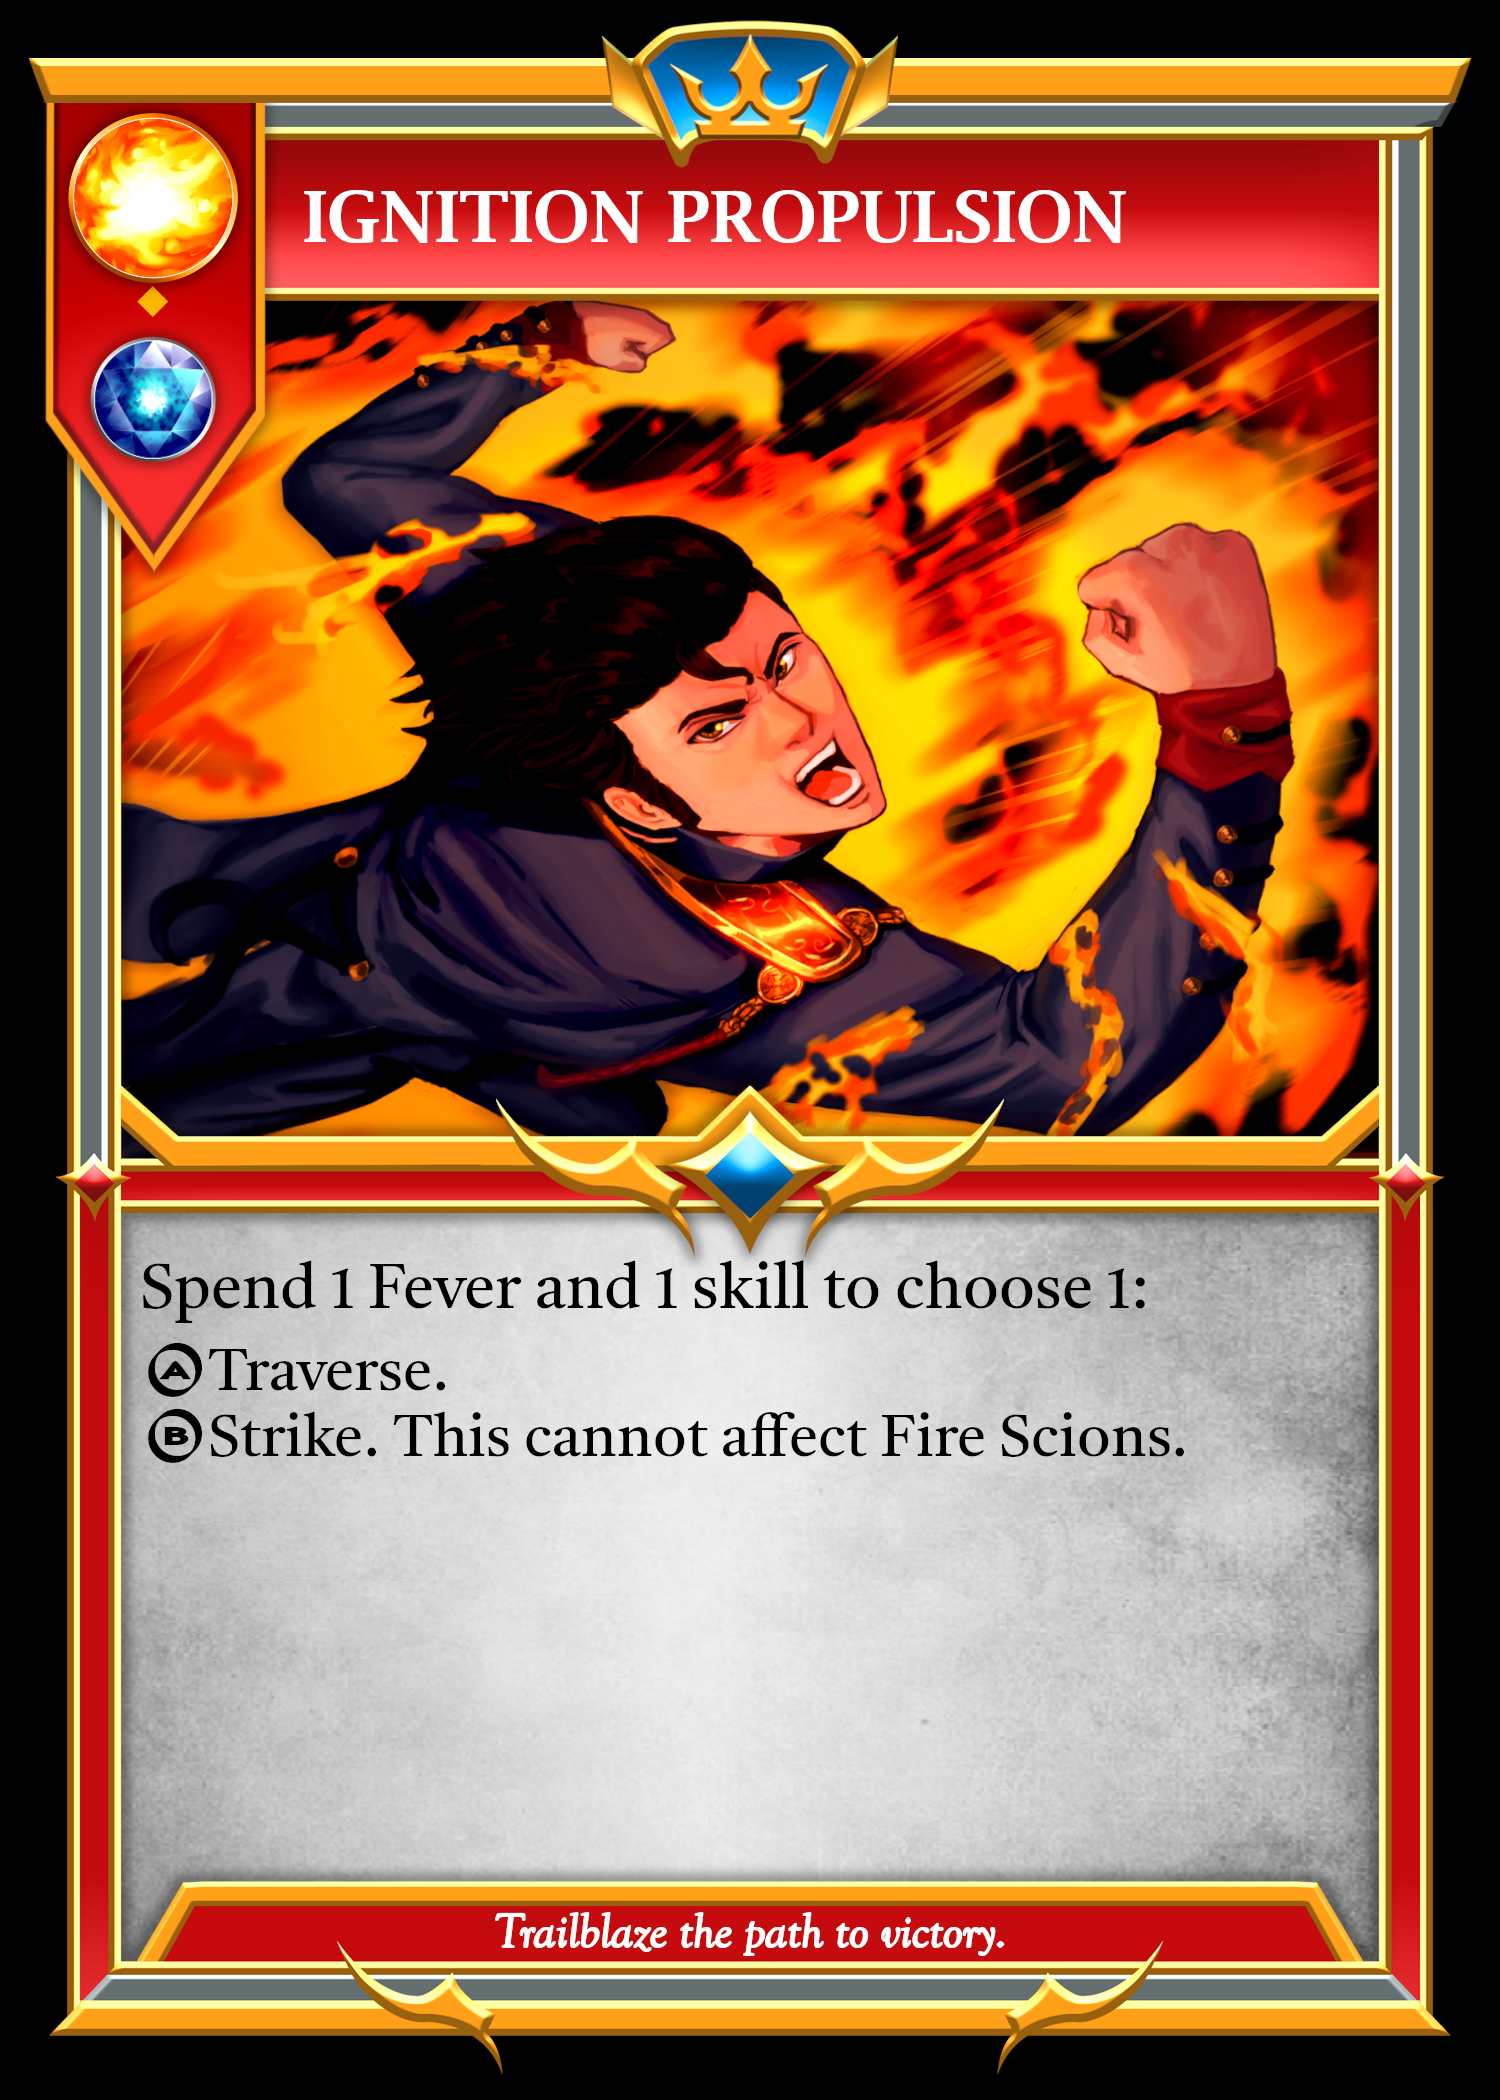 IGNITION PROPULSION
Spend 1 Fever and 1 skill to choose 1:
Ⓐ Traverse.
Ⓑ Strike. This cannot affect Fire Scions.
Trailblaze the path to victory.